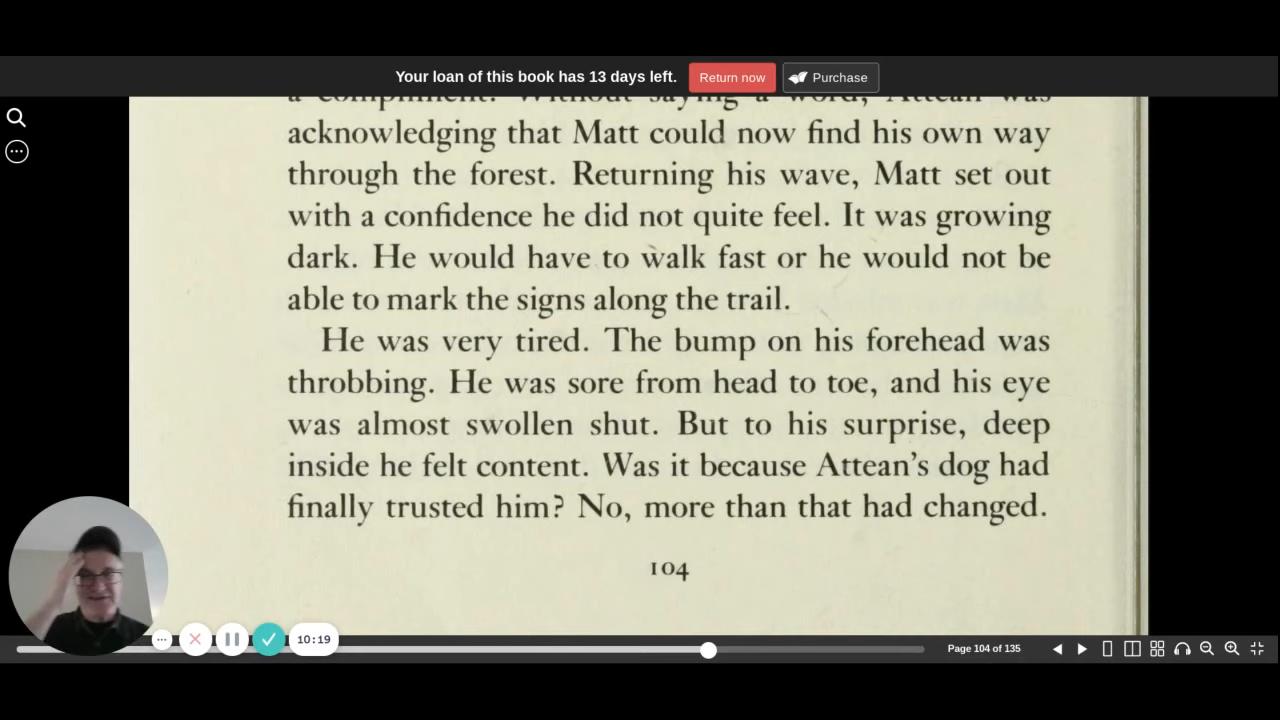 Your loan of this book has 13 days left. Return now Purchase
a compliment. Without saying a word, Attean was
acknowledging that Matt could now find his own way
through the forest. Returning his wave, Matt set out
with a confidence he did not quite feel. It was growing
dark. He would have to walk fast or he would not be
able to mark the signs along the trail.
He was very tired. The bump on his forehead was
throbbing. He was sore from head to toe, and his eye
was almost swollen shut. But to his surprise, deep
inside he felt content. Was it because Attean's dog had
finally trusted him? No, more than that had changed.
104
10:19
Page 104 of 135